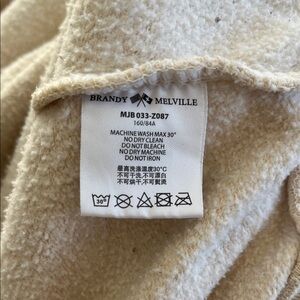 BRANDY MELVILLE
MJB 033-Z087
160/84A
MACHINE WASH MAX 30°
NO DRY CLEAN
DO NOT BLEACH
NO DRY MACHINE
DO NOT IRON
最高洗涤温度30°C
不可干洗,不可漂白
不可烘干,不可熨烫
30°